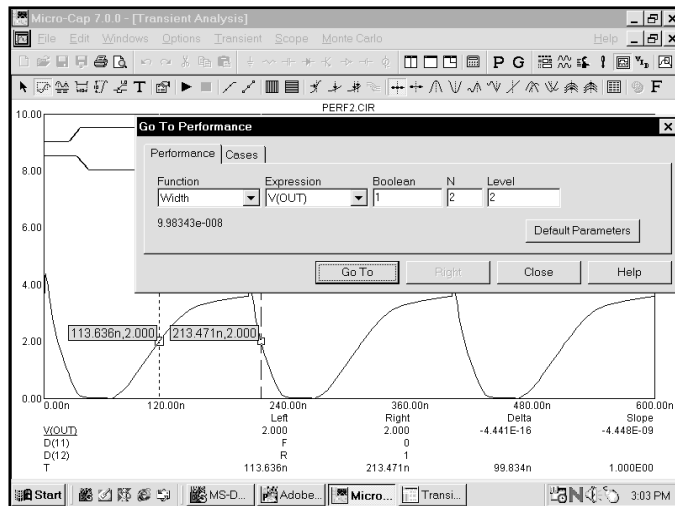 Micro-Cap 7.0.0 - [Transient Analysis]
File Edit Windows Options Transient Scope Monte Carlo Help
T P G F
PERF2.CIR
10.00
8.00
6.00
4.00
2.00
0.00
Go To Performance
Performance Cases
Function Expression Boolean N Level
Width V(OUT) 1 2 2
9.98343e-008
Default Parameters
Go To Right Close Help
113.636n,2.000 213.471n,2.000
0.00n 120.00n 240.00n 360.00n 480.00n 600.00n
Left Right Delta Slope
V(OUT) 2.000 2.000 -4.441E-16 -4.448E-09
D(11) F 0
D(12) R 1
T 113.636n 213.471n 99.834n 1.000E00
Start MS-D... Adobe... Micro... Transi... 3:03 PM